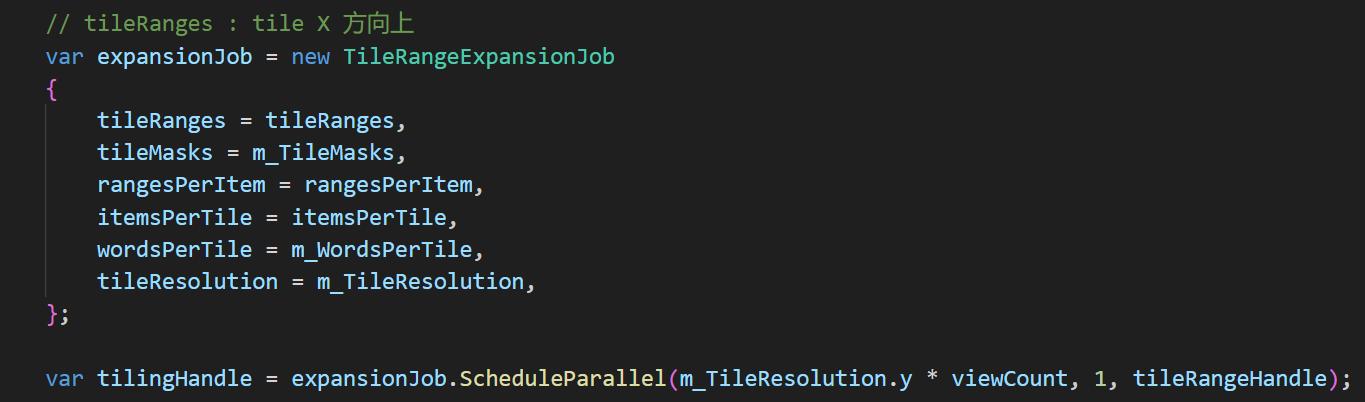 // tileRanges : tile X 方向上
var expansionJob = new TileRangeExpansionJob
{
    tileRanges = tileRanges,
    tileMasks = m_TileMasks,
    rangesPerItem = rangesPerItem,
    itemsPerTile = itemsPerTile,
    wordsPerTile = m_WordsPerTile,
    tileResolution = m_TileResolution,
};
var tilingHandle = expansionJob.ScheduleParallel(m_TileResolution.y * viewCount, 1, tileRangeHandle);